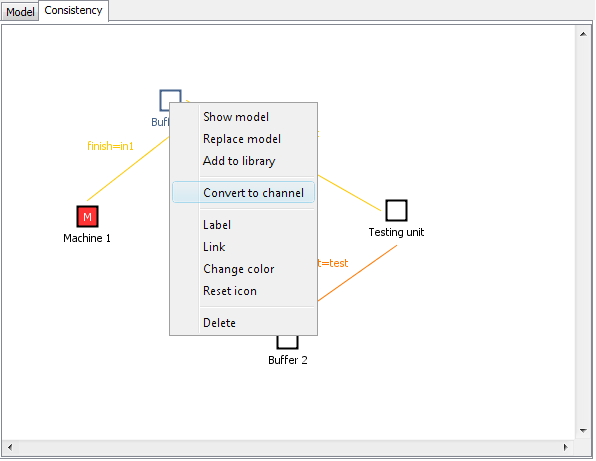 Model
Consistency
Buff
Show model
Replace model
Add to library
finish=in1
Convert to channel
M
Machine 1
Label
Testing unit
Link
t=test
Change color
Reset icon
Delete
Buffer 2